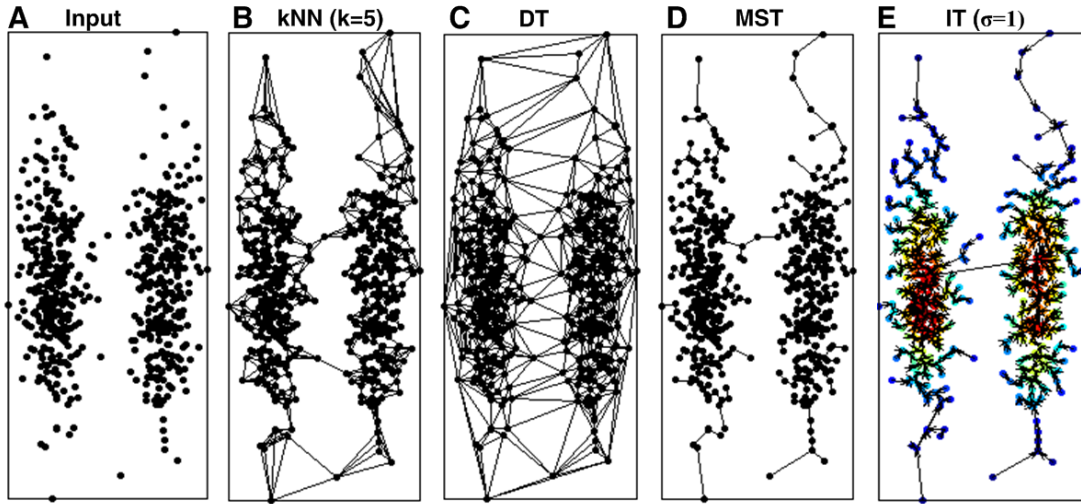 A Input
B kNN (k=5)
C DT
D MST
E IT (σ=1)